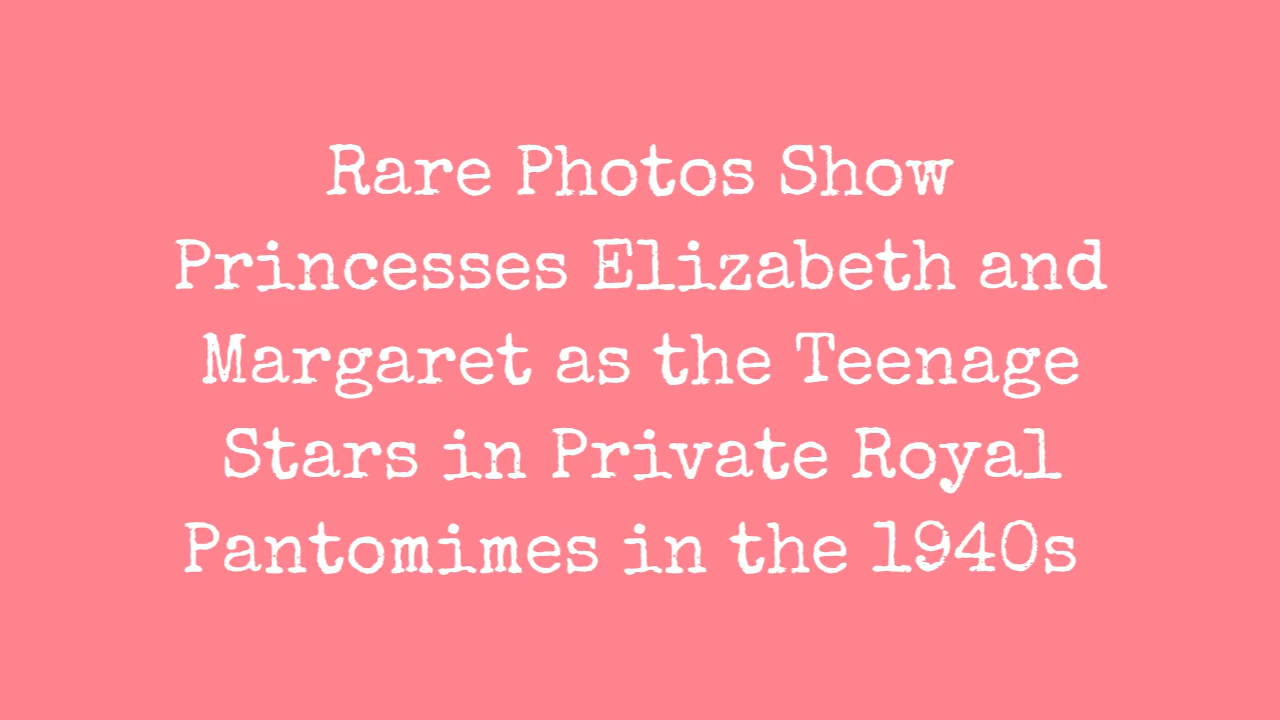 Rare Photos Show
Princesses Elizabeth and
Margaret as the Teenage
Stars in Private Royal
Pantomimes in the 1940s